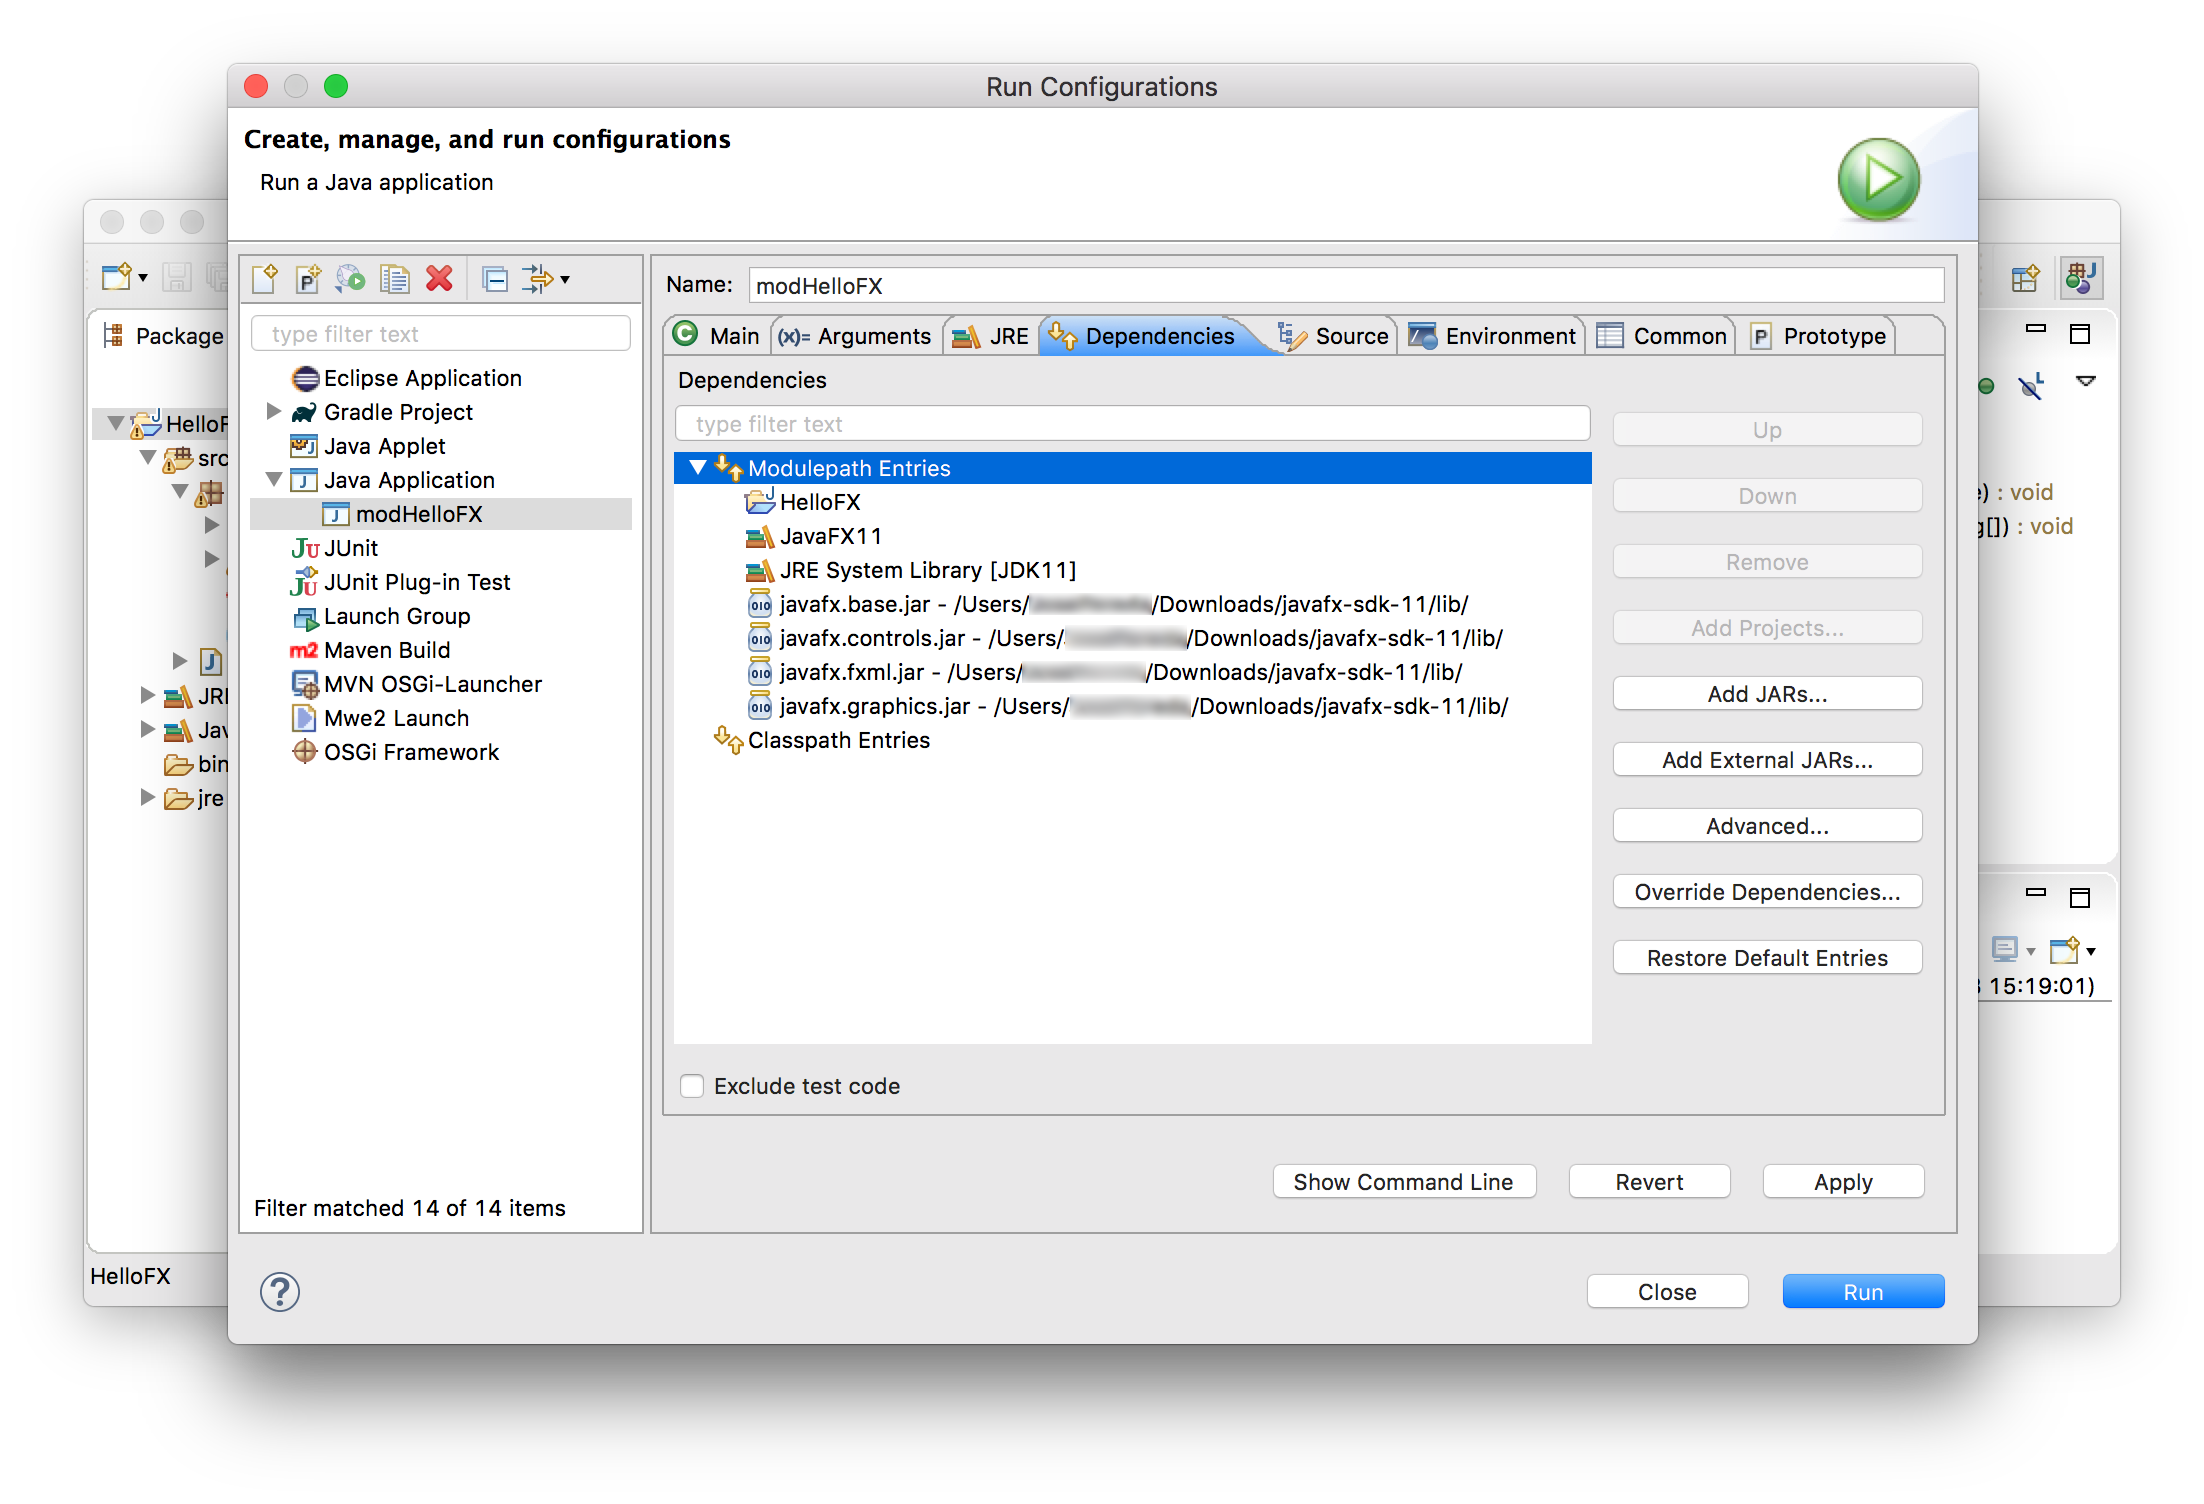 Run Configurations
Create, manage, and run configurations
Run a Java application
Package
HelloF
src
JRE
Jav
bin
jre
HelloFX
type filter text
Eclipse Application
Gradle Project
Java Applet
Java Application
modHelloFX
JUnit
JUnit Plug-in Test
Launch Group
Maven Build
MVN OSGi-Launcher
Mwe2 Launch
OSGi Framework
Filter matched 14 of 14 items
Name: modHelloFX
Main (x)= Arguments JRE Dependencies Source Environment Common Prototype
Dependencies
type filter text
Modulepath Entries
HelloFX
JavaFX11
JRE System Library [JDK11]
javafx.base.jar - /Users/ /Downloads/javafx-sdk-11/lib/
javafx.controls.jar - /Users/ /Downloads/javafx-sdk-11/lib/
javafx.fxml.jar - /Users/ /Downloads/javafx-sdk-11/lib/
javafx.graphics.jar - /Users/ /Downloads/javafx-sdk-11/lib/
Classpath Entries
Up
Down
Remove
Add Projects...
Add JARs...
Add External JARs...
Advanced...
Override Dependencies...
Restore Default Entries
Exclude test code
Show Command Line Revert Apply
Close Run
) : void
g[]) : void
15:19:01)